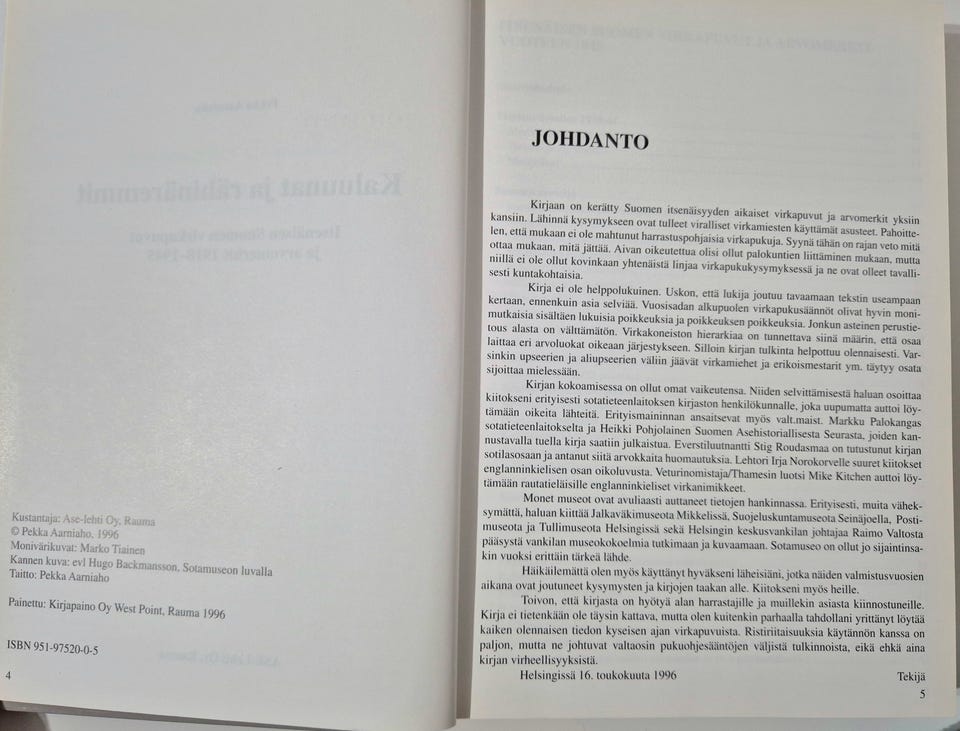 Kustantaja: Ase-lehti Oy, Rauma
© Pekka Aarniaho, 1996
Monivärikuvat: Marko Tiainen
Kannen kuva: evl Hugo Backmansson, Sotamuseon luvalla
Taitto: Pekka Aarniaho
Painettu: Kirjapaino Oy West Point, Rauma 1996
ISBN 951-97520-0-5
4
JOHDANTO
Kirjaan on kerätty Suomen itsenäisyyden aikaiset virkapuvut ja arvomerkit yksiin
kansiin. Lähinnä kysymykseen ovat tulleet viralliset virkamiesten käyttämät asusteet. Pahoitte-
len, että mukaan ei ole mahtunut harrastuspohjaisia virkapukuja. Syynä tähän on rajan veto mitä
ottaa mukaan, mitä jättää. Aivan oikeutettua olisi ollut palokuntien liittäminen mukaan, mutta
niillä ei ole ollut kovinkaan yhtenäistä linjaa virkapukukysymyksessä ja ne ovat olleet tavalli-
sesti kuntakohtaisia.
Kirja ei ole helppolukuinen. Uskon, että lukija joutuu tavaamaan tekstin useampaan
kertaan, ennenkuin asia selviää. Vuosisadan alkupuolen virkapukusäännöt olivat hyvin moni-
mutkaisia sisältäen lukuisia poikkeuksia ja poikkeuksen poikkeuksia. Jonkun asteinen perustie-
tous alasta on välttämätön. Virkakoneiston hierarkiaa on tunnettava siinä määrin, että osaa
laittaa eri arvoluokat oikeaan järjestykseen. Silloin kirjan tulkinta helpottuu olennaisesti. Var-
sinkin upseerien ja aliupseerien väliin jäävät virkamiehet ja erikoismestarit ym. täytyy osata
sijoittaa mielessään.
Kirjan kokoamisessa on ollut omat vaikeutensa. Niiden selvittämisestä haluan osoittaa
kiitokseni erityisesti sotatieteenlaitoksen kirjaston henkilökunnalle, joka uupumatta auttoi löy-
tämään oikeita lähteitä. Erityismaininnan ansaitsevat myös valt.maist. Markku Palokangas
sotatieteenlaitokselta ja Heikki Pohjolainen Suomen Asehistoriallisesta Seurasta, joiden kan-
nustavalla tuella kirja saatiin julkaistua. Everstiluutnantti Stig Roudasmaa on tutustunut kirjan
sotilasosaan ja antanut siitä arvokkaita huomautuksia. Lehtori Irja Norokorvelle suuret kiitokset
englanninkielisen osan oikoluvusta. Veturinomistaja/Thamesin luotsi Mike Kitchen auttoi löy-
tämään rautatieläisille englanninkieliset virkanimikkeet.
Monet museot ovat avuliaasti auttaneet tietojen hankinnassa. Erityisesti, muita vähek-
symättä, haluan kiittää Jalkaväkimuseota Mikkelissä, Suojeluskuntamuseota Seinäjoella, Posti-
museota ja Tullimuseota Helsingissä sekä Helsingin keskusvankilan johtajaa Raimo Valtosta
pääsystä vankilan museokokoelmia tutkimaan ja kuvaamaan. Sotamuseo on ollut jo sijaintinsa-
kin vuoksi erittäin tärkeä lähde.
Häikäilemättä olen myös käyttänyt hyväkseni läheisiäni, jotka näiden valmistusvuosien
aikana ovat joutuneet kysymysten ja kirjojen taakan alle. Kiitokseni myös heille.
Toivon, että kirjasta on hyötyä alan harrastajille ja muillekin asiasta kiinnostuneille.
Kirja ei tietenkään ole täysin kattava, mutta olen kuitenkin parhaalla tahdollani yrittänyt löytää
kaiken olennaisen tiedon kyseisen ajan virkapuvuista. Ristiriitaisuuksia käytännön kanssa on
paljon, mutta ne johtuvat valtaosin pukuohjesääntöjen väljistä tulkinnoista, eikä ehkä aina
kirjan virheellisyyksistä.
Helsingissä 16. toukokuuta 1996 Tekijä
5